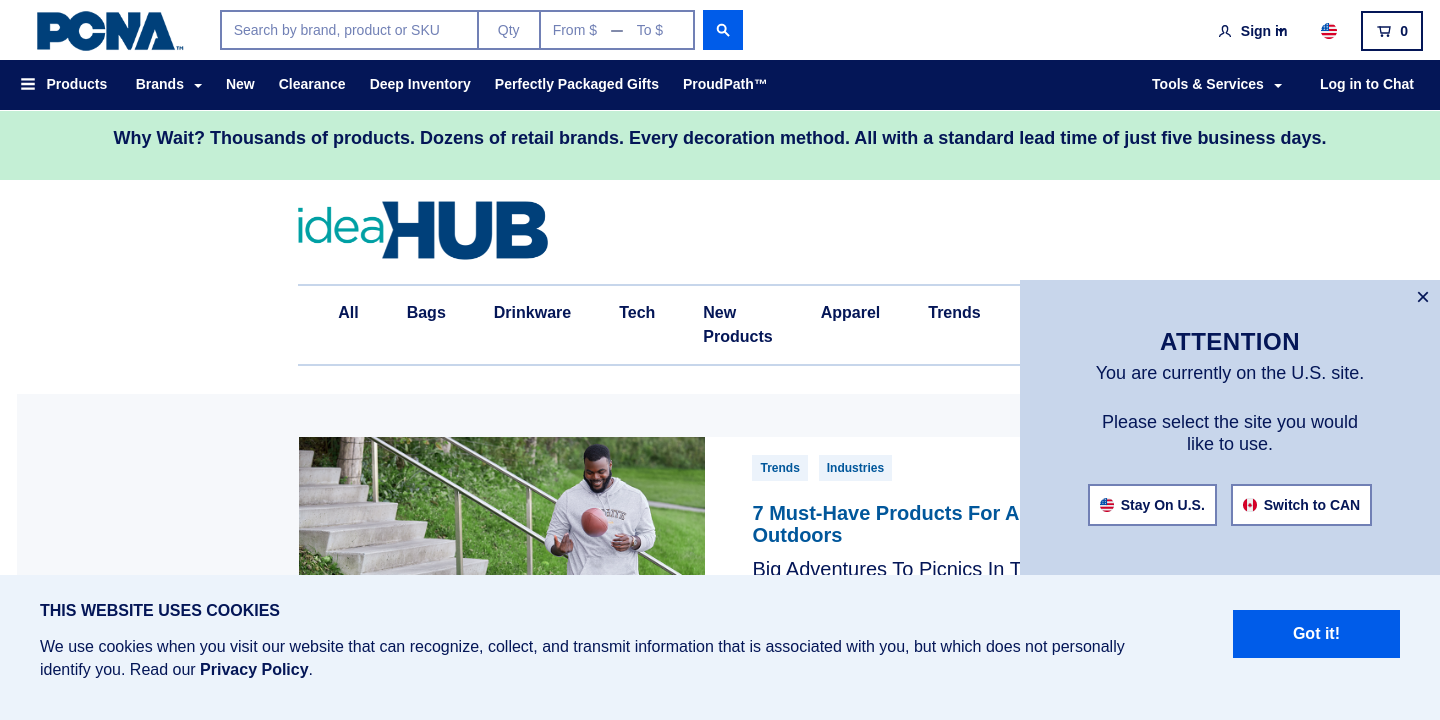 PCNA™
Search by brand, product or SKU
Qty
From $ — To $
Sign in
0
Products
Brands
New
Clearance
Deep Inventory
Perfectly Packaged Gifts
ProudPath™
Tools & Services
Log in to Chat
Why Wait? Thousands of products. Dozens of retail brands. Every decoration method. All with a standard lead time of just five business days.
ideaHUB
All
Bags
Drinkware
Tech
New
Products
Apparel
Trends
×
ATTENTION
You are currently on the U.S. site.
Please select the site you would
like to use.
Stay On U.S.
Switch to CAN
Trends
Industries
7 Must-Have Products For A
Outdoors
Big Adventures To Picnics In T
THIS WEBSITE USES COOKIES
We use cookies when you visit our website that can recognize, collect, and transmit information that is associated with you, but which does not personally
identify you. Read our Privacy Policy.
Got it!